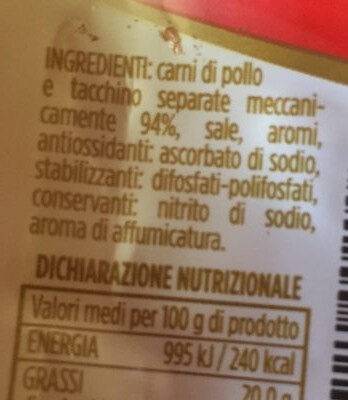 INGREDIENTI: carni di pollo
e tacchino separate meccani-
camente 94%, sale, aromi,
antiossidanti: ascorbato di sodio,
stabilizzanti: difosfati-polifosfati,
conservanti: nitrito di sodio,
aroma di affumicatura.
DICHIARAZIONE NUTRIZIONALE
Valori medi per 100 g di prodotto
ENERGIA 995 kJ / 240 kcal
GRASSI 20,0 g